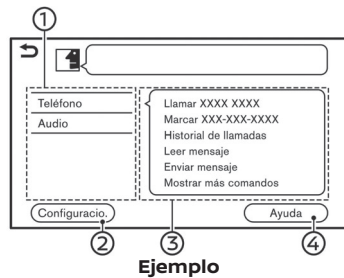 ①
Teléfono
Audio
Llamar XXXX XXXX
Marcar XXX-XXX-XXXX
Historial de llamadas
Leer mensaje
Enviar mensaje
Mostrar más comandos
Configuracio.
Ayuda
②
③
④
Ejemplo